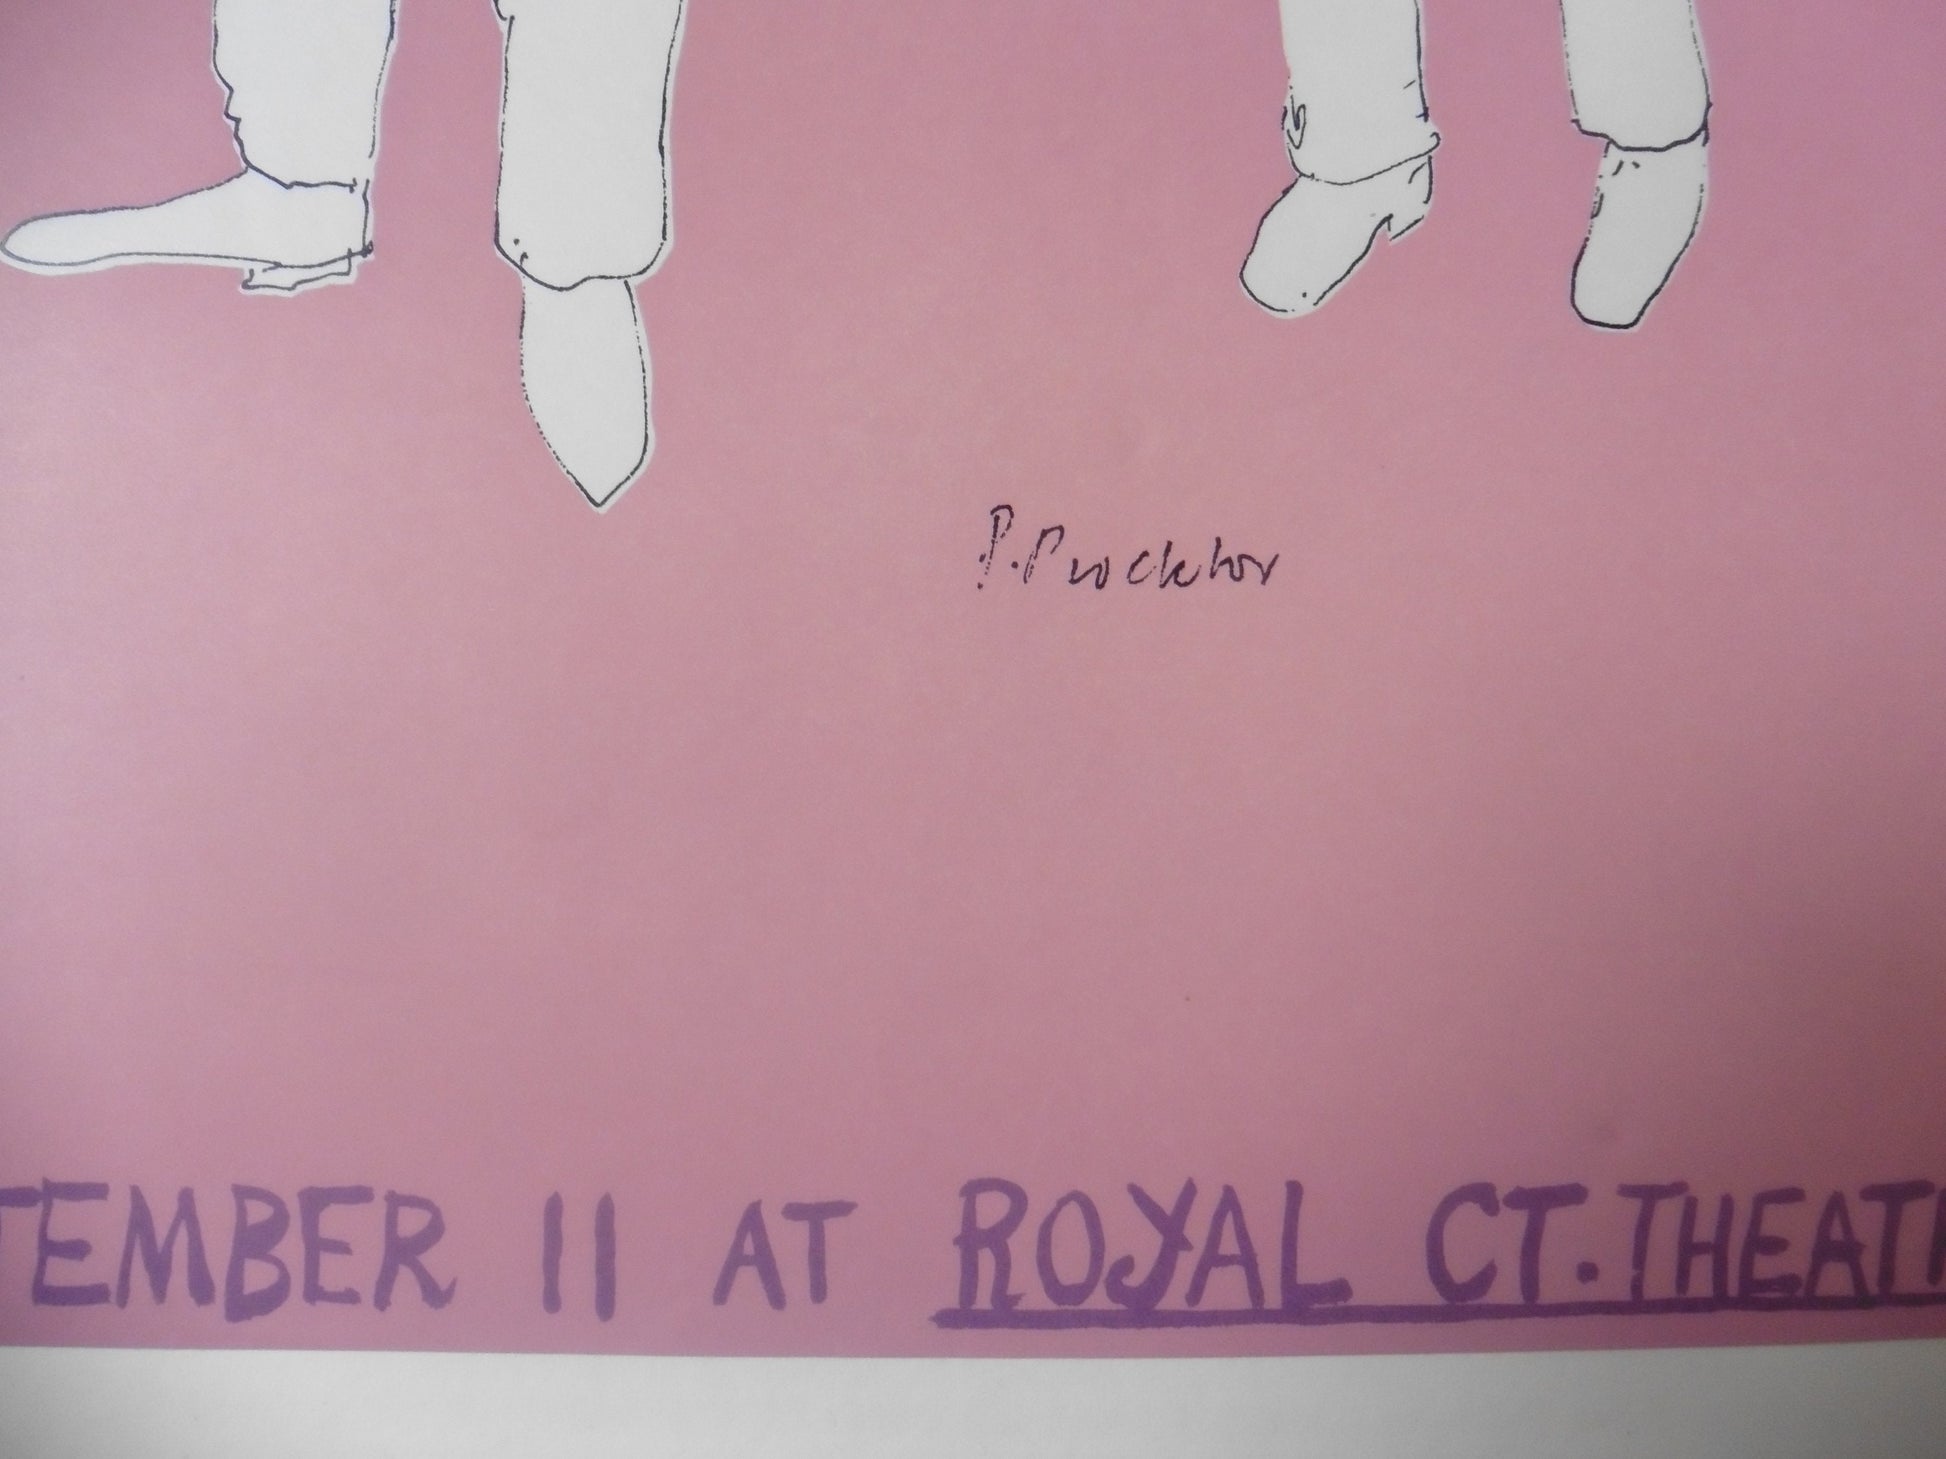 P. Procktor
TEMBER 11 AT ROYAL CT. THEAT